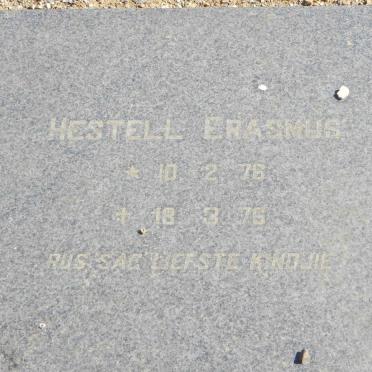 HESTELL ERASMUS
* 10 2 76
+ 18 3 76
RUS SAG LIEFSTE KINDJIE